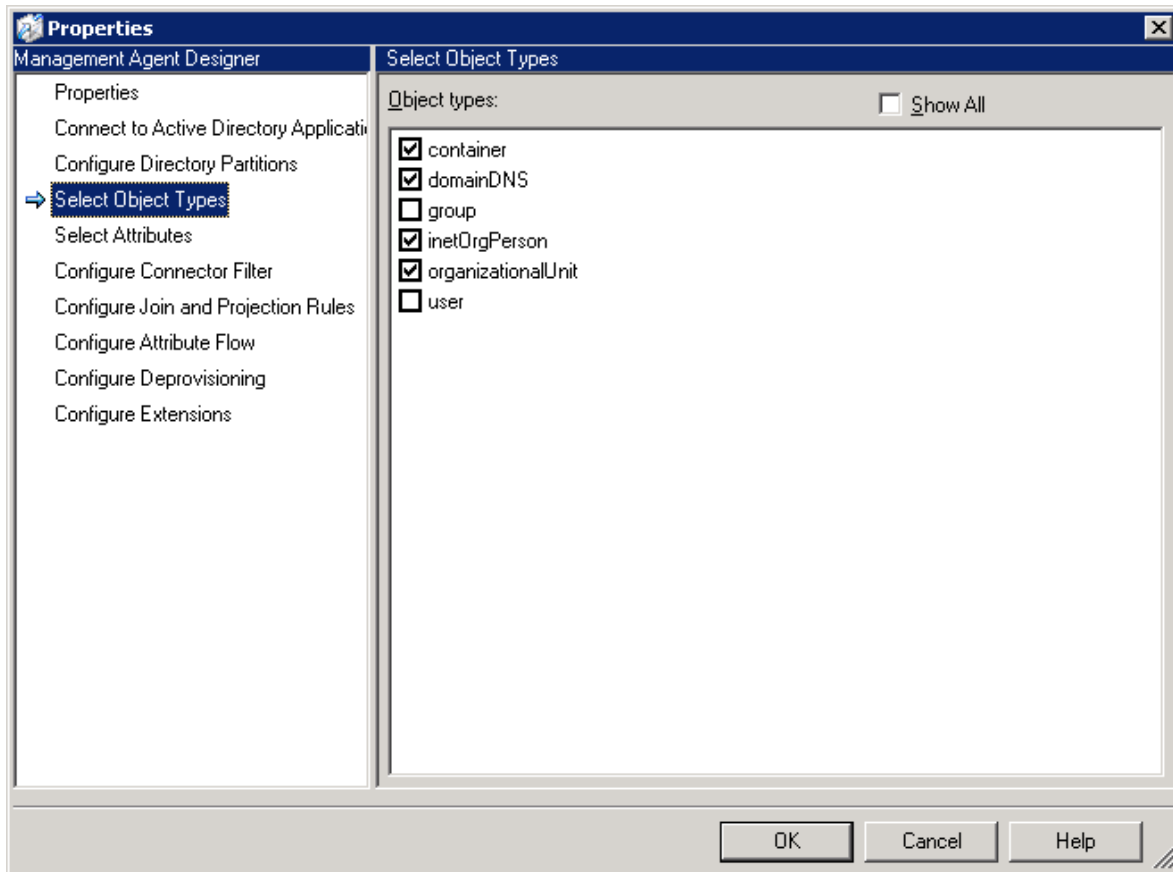 Properties
Management Agent Designer
Properties
Connect to Active Directory Applicati
Configure Directory Partitions
Select Object Types
Select Attributes
Configure Connector Filter
Configure Join and Projection Rules
Configure Attribute Flow
Configure Deprovisioning
Configure Extensions
Select Object Types
Object types:
Show All
container
domainDNS
group
inetOrgPerson
organizationalUnit
user
OK
Cancel
Help